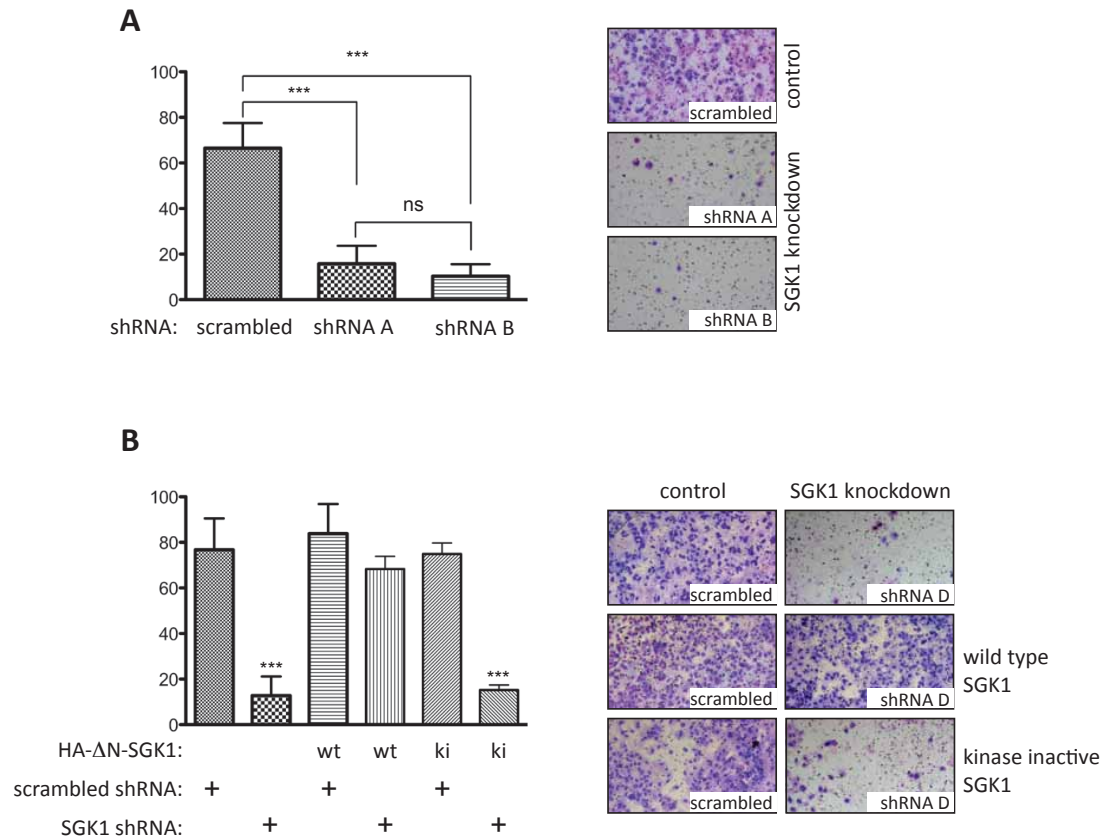 A
100
80
60
40
20
0
***
***
ns
shRNA: scrambled shRNA A shRNA B
scrambled
control
shRNA A
shRNA B
SGK1 knockdown
B
100
80
60
40
20
0
***
***
HA-ΔN-SGK1: wt wt ki ki
scrambled shRNA: + + +
SGK1 shRNA: + + +
control SGK1 knockdown
scrambled shRNA D
scrambled shRNA D
wild type
SGK1
scrambled shRNA D
kinase inactive
SGK1